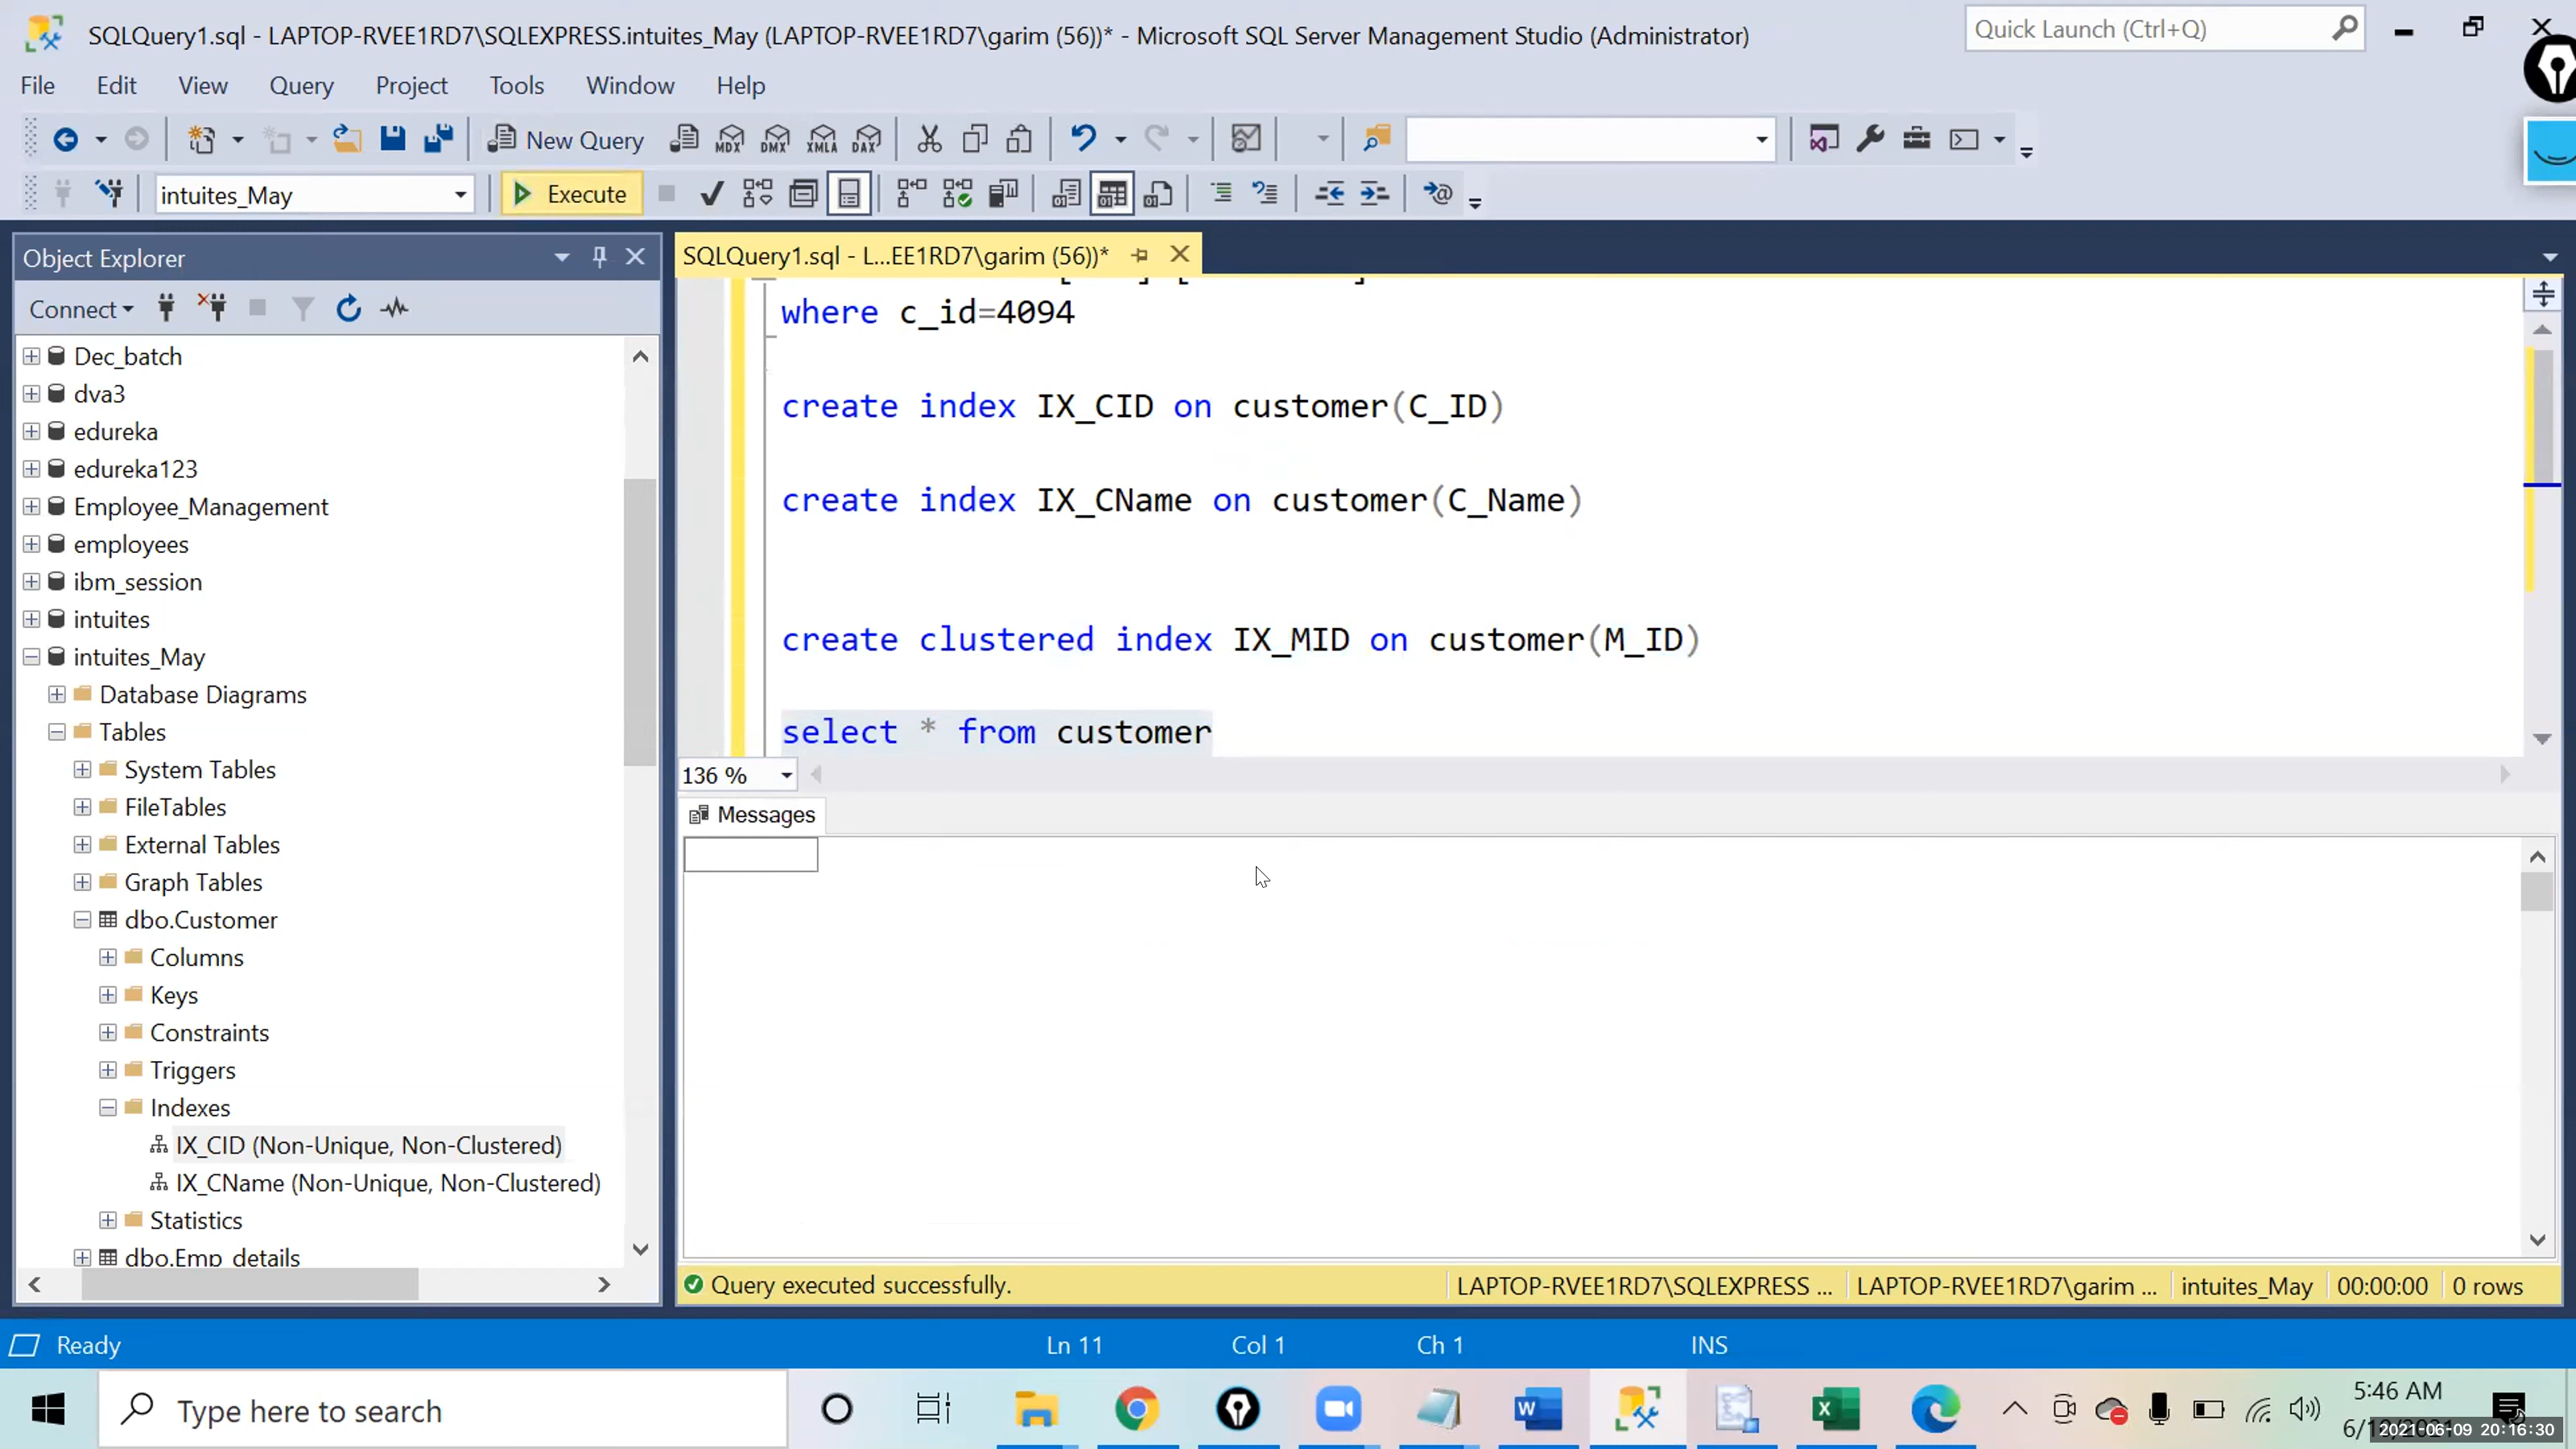 SQLQuery1.sql - LAPTOP-RVEE1RD7\SQLEXPRESS.intuites_May (LAPTOP-RVEE1RD7\garim (56))* - Microsoft SQL Server Management Studio (Administrator)
Quick Launch (Ctrl+Q)
File Edit View Query Project Tools Window Help
New Query MDX DMX XMLA DAX
intuites_May Execute
Object Explorer
SQLQuery1.sql - L...EE1RD7\garim (56))*
Connect
Dec_batch
dva3
edureka
edureka123
Employee_Management
employees
ibm_session
intuites
intuites_May
Database Diagrams
Tables
System Tables
FileTables
External Tables
Graph Tables
dbo.Customer
Columns
Keys
Constraints
Triggers
Indexes
IX_CID (Non-Unique, Non-Clustered)
IX_CName (Non-Unique, Non-Clustered)
Statistics
dbo.Emp_details
where c_id=4094
create index IX_CID on customer(C_ID)
create index IX_CName on customer(C_Name)
create clustered index IX_MID on customer(M_ID)
select * from customer
136 %
Messages
Query executed successfully.
LAPTOP-RVEE1RD7\SQLEXPRESS ... LAPTOP-RVEE1RD7\garim ... intuites_May 00:00:00 0 rows
Ready Ln 11 Col 1 Ch 1 INS
Type here to search
5:46 AM
2021-06-09 20:16:30